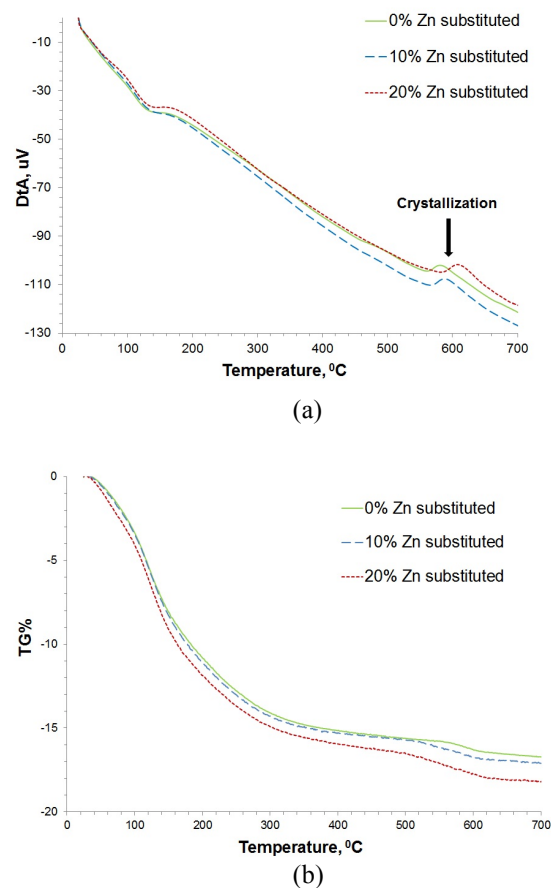 0% Zn substituted
10% Zn substituted
20% Zn substituted
Crystallization
DtA, uV
-10
-30
-50
-70
-90
-110
-130
0 100 200 300 400 500 600 700
Temperature, ⁰C
(a)
0% Zn substituted
10% Zn substituted
20% Zn substituted
TG%
0
-5
-10
-15
-20
0 100 200 300 400 500 600 700
Temperature, ⁰C
(b)